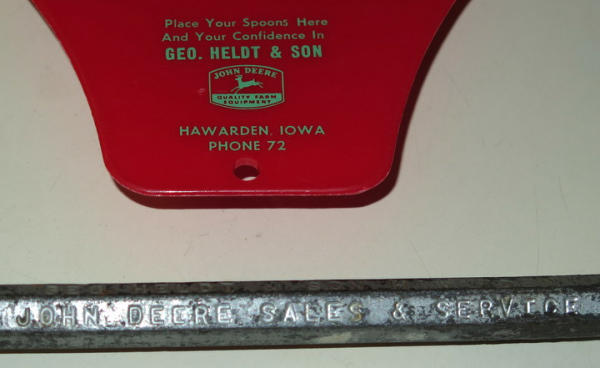 Place Your Spoons Here
And Your Confidence In
GEO. HELDT & SON
JOHN DEERE
QUALITY FARM
EQUIPMENT
HAWARDEN, IOWA
PHONE 72
JOHN DEERE SALES & SERVICE